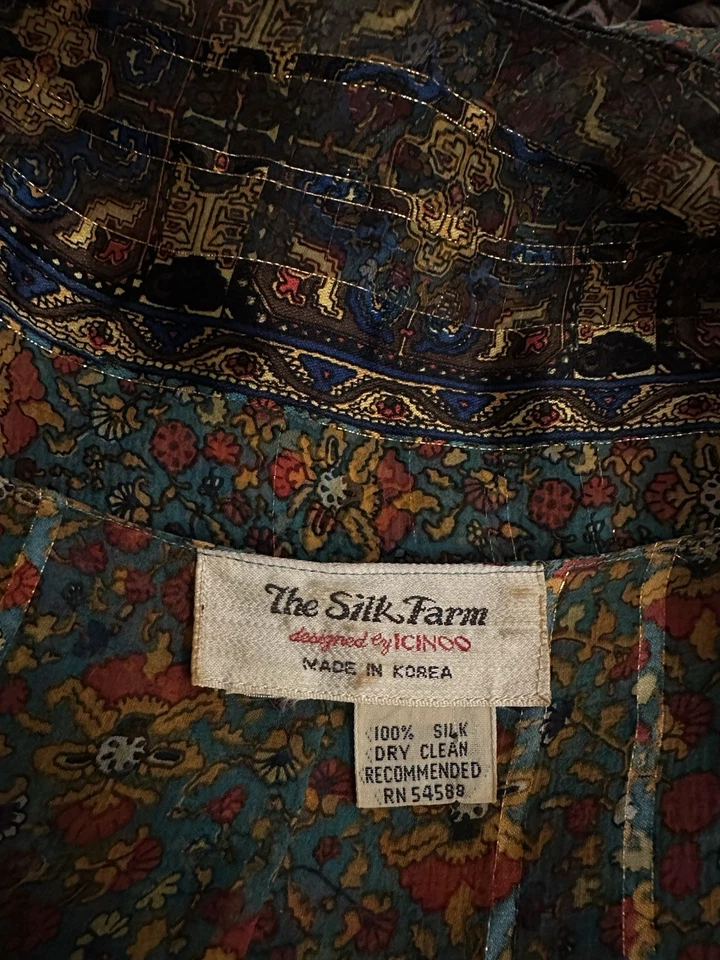 The Silk Farm
designed by ICINOO
MADE IN KOREA
100% SILK
DRY CLEAN
RECOMMENDED
RN 54588